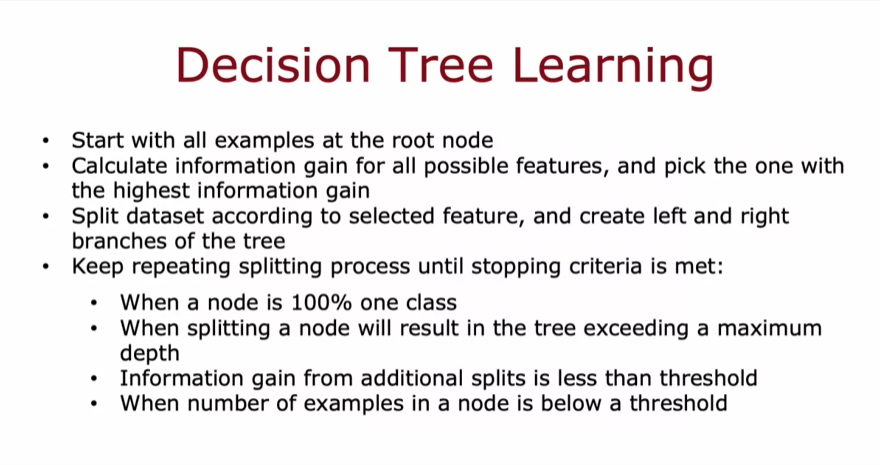 Decision Tree Learning
• Start with all examples at the root node
• Calculate information gain for all possible features, and pick the one with
the highest information gain
• Split dataset according to selected feature, and create left and right
branches of the tree
• Keep repeating splitting process until stopping criteria is met:
• When a node is 100% one class
• When splitting a node will result in the tree exceeding a maximum
depth
• Information gain from additional splits is less than threshold
• When number of examples in a node is below a threshold